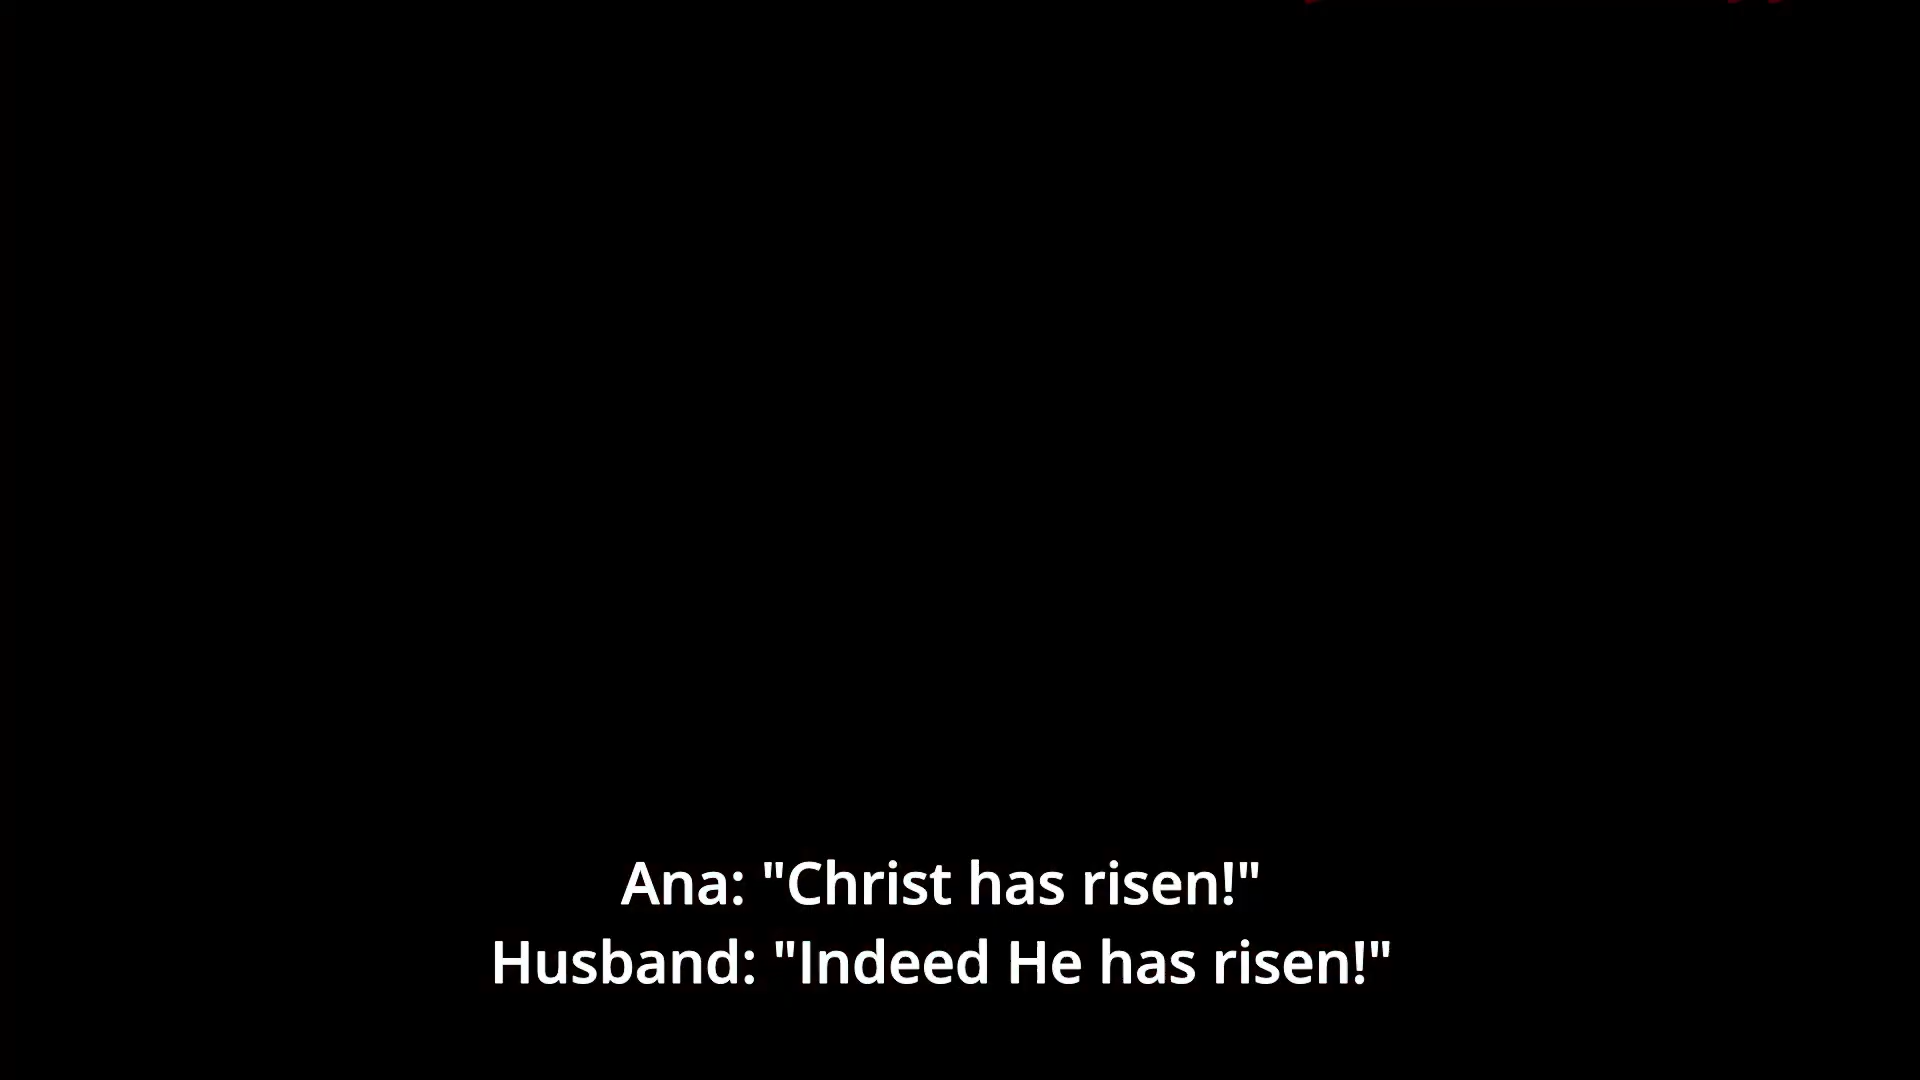 Ana: "Christ has risen!"
Husband: "Indeed He has risen!"